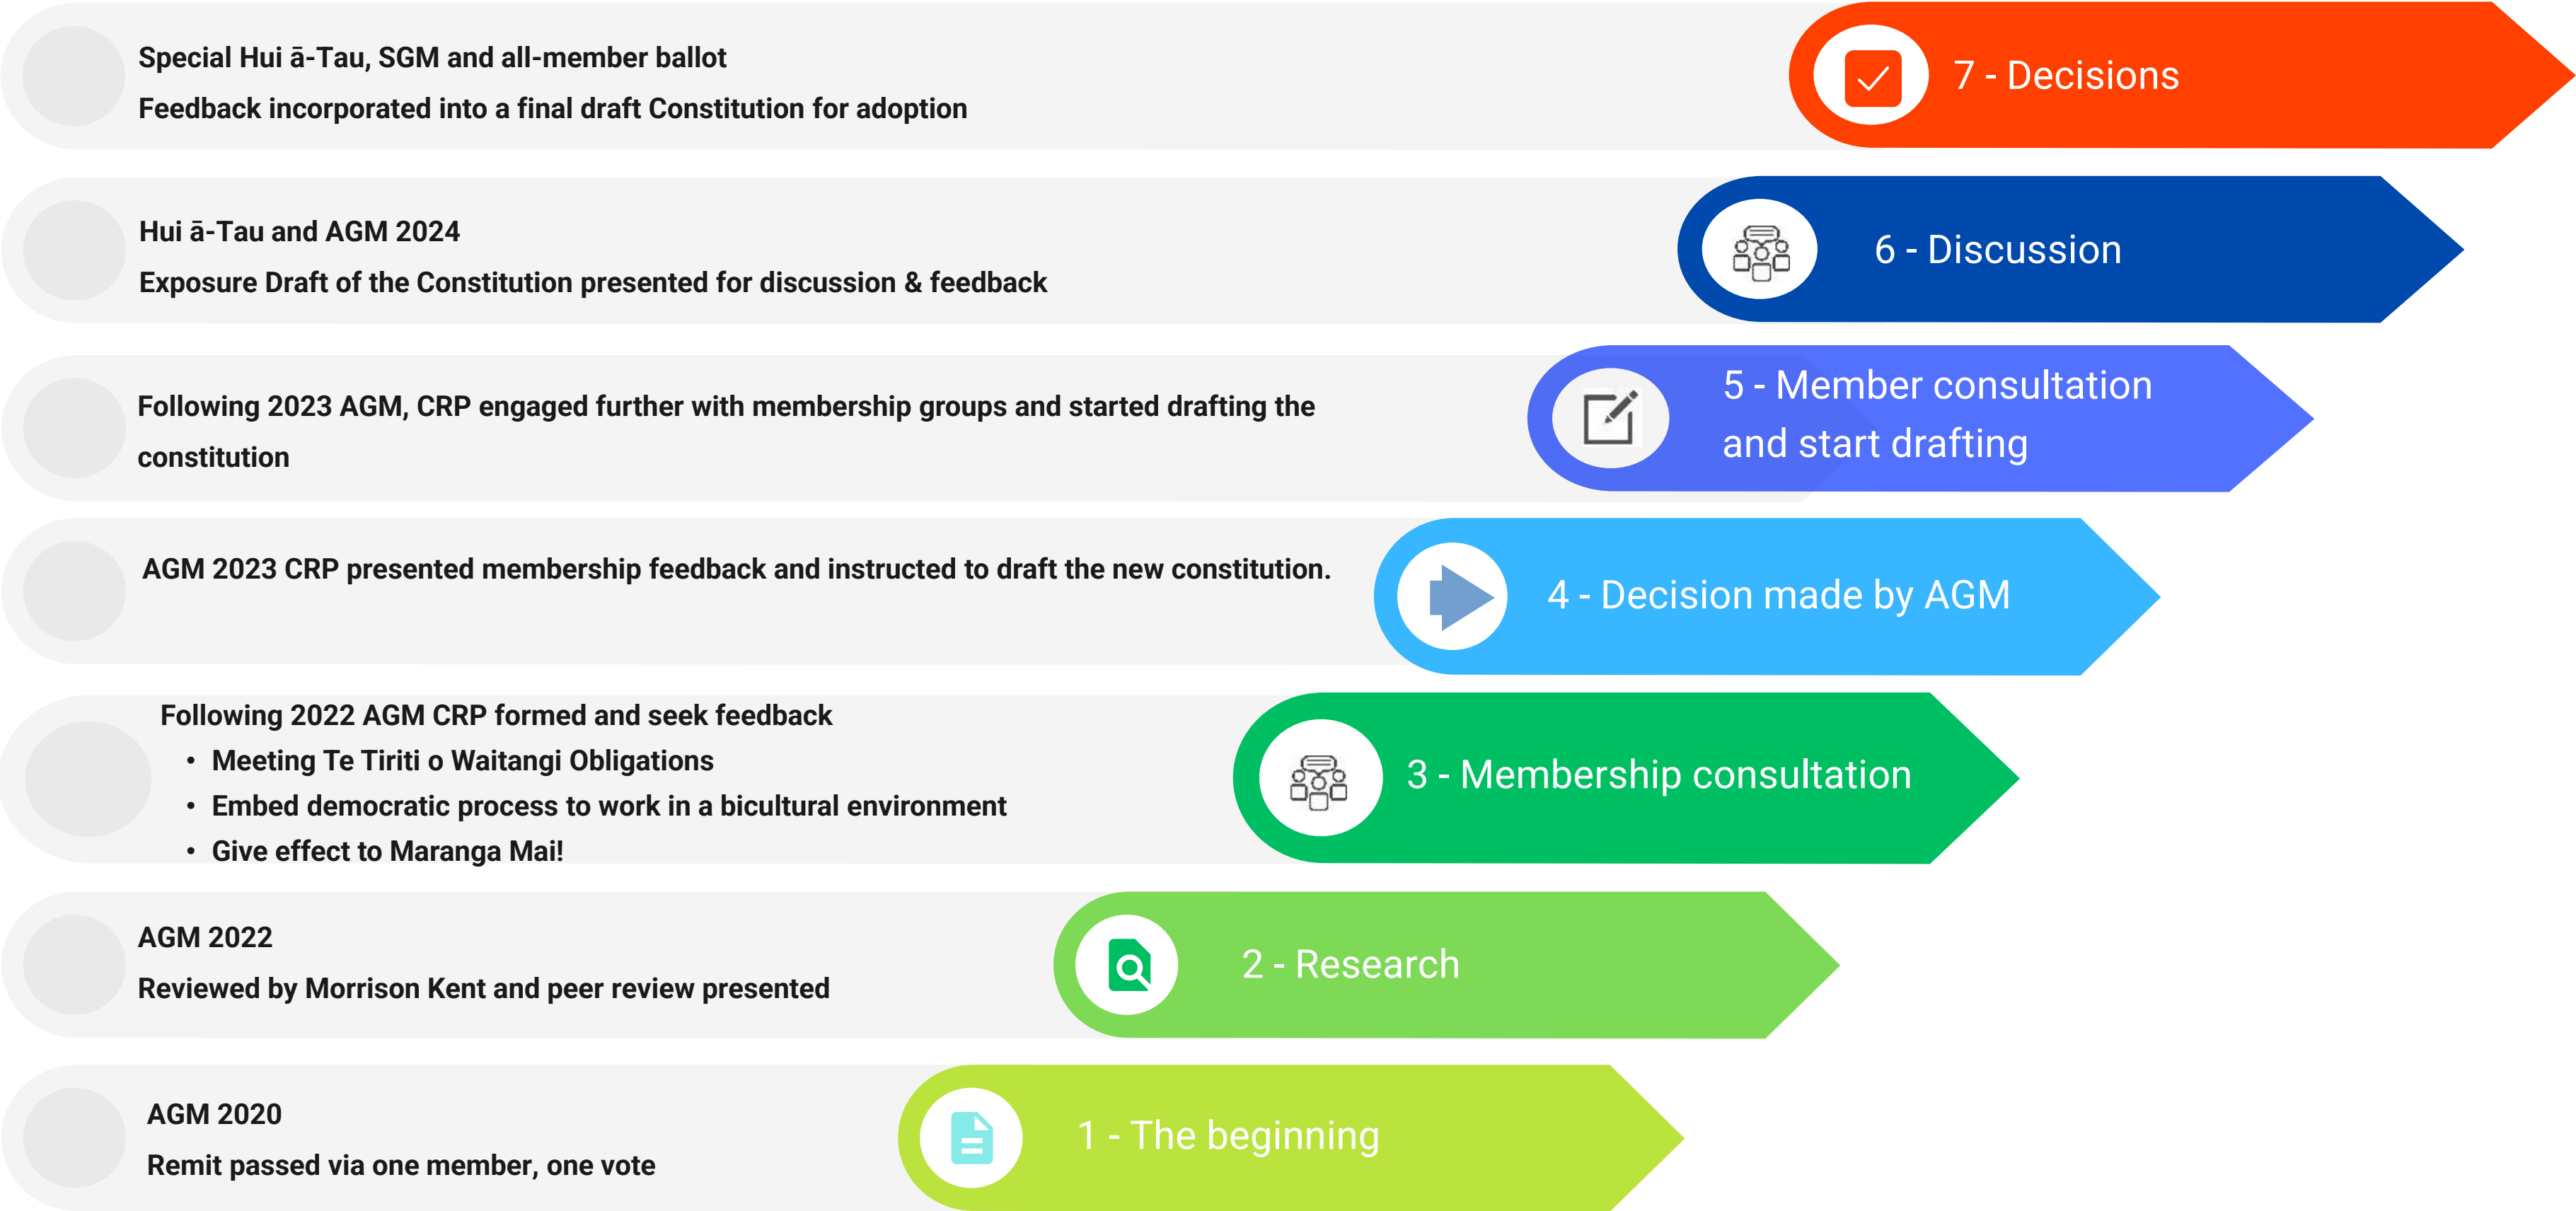 Special Hui ā-Tau, SGM and all-member ballot
Feedback incorporated into a final draft Constitution for adoption
7 - Decisions
Hui ā-Tau and AGM 2024
Exposure Draft of the Constitution presented for discussion & feedback
6 - Discussion
Following 2023 AGM, CRP engaged further with membership groups and started drafting the
constitution
5 - Member consultation
and start drafting
AGM 2023 CRP presented membership feedback and instructed to draft the new constitution.
4 - Decision made by AGM
Following 2022 AGM CRP formed and seek feedback
• Meeting Te Tiriti o Waitangi Obligations
• Embed democratic process to work in a bicultural environment
• Give effect to Maranga Mai!
3 - Membership consultation
AGM 2022
Reviewed by Morrison Kent and peer review presented
2 - Research
AGM 2020
Remit passed via one member, one vote
1 - The beginning